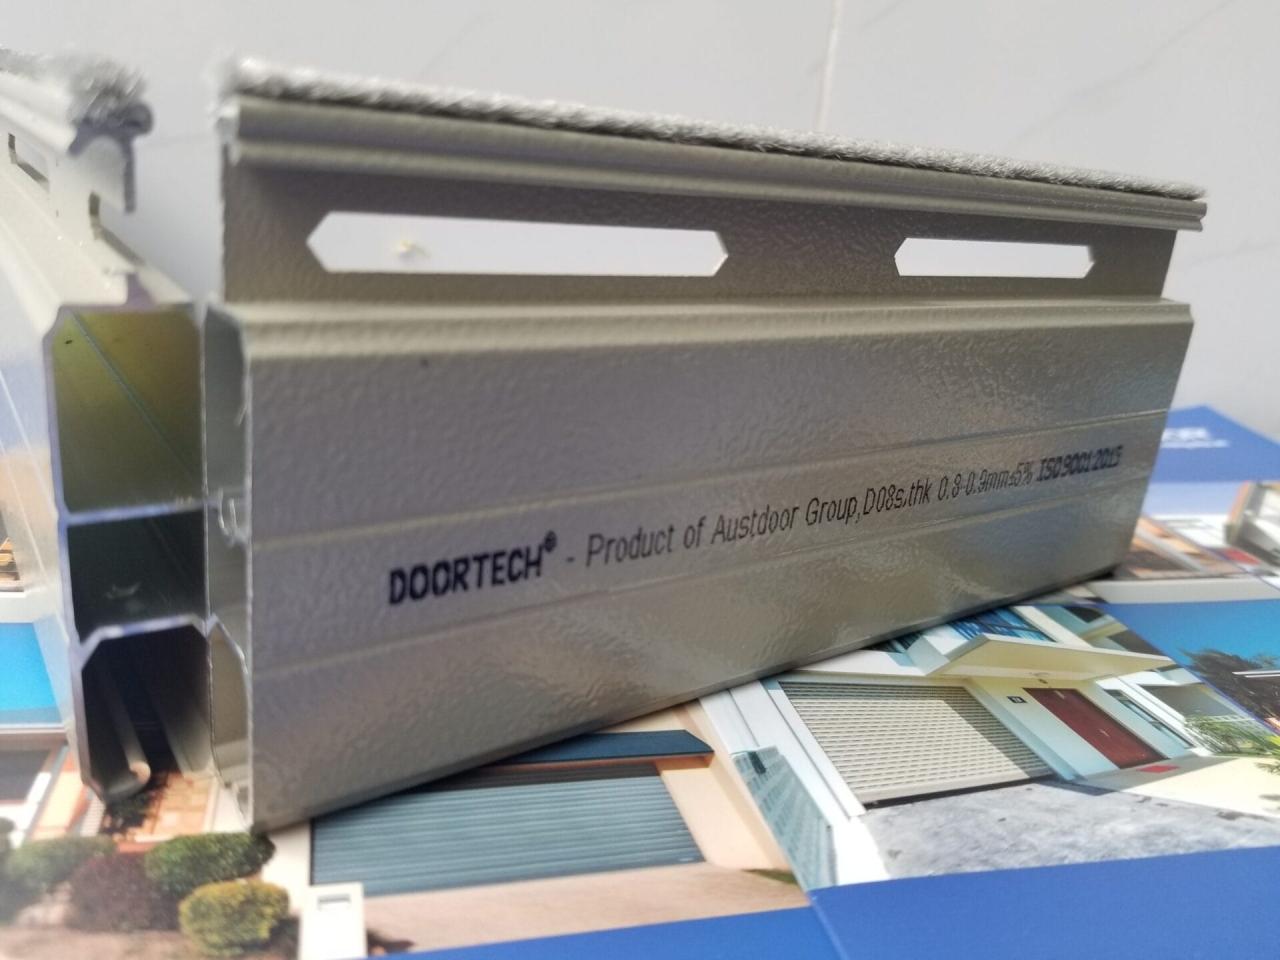 DOORTECH® - Product of Austdoor Group,D08s,thk 0.8-0.9mm±5% ISO9001:2015